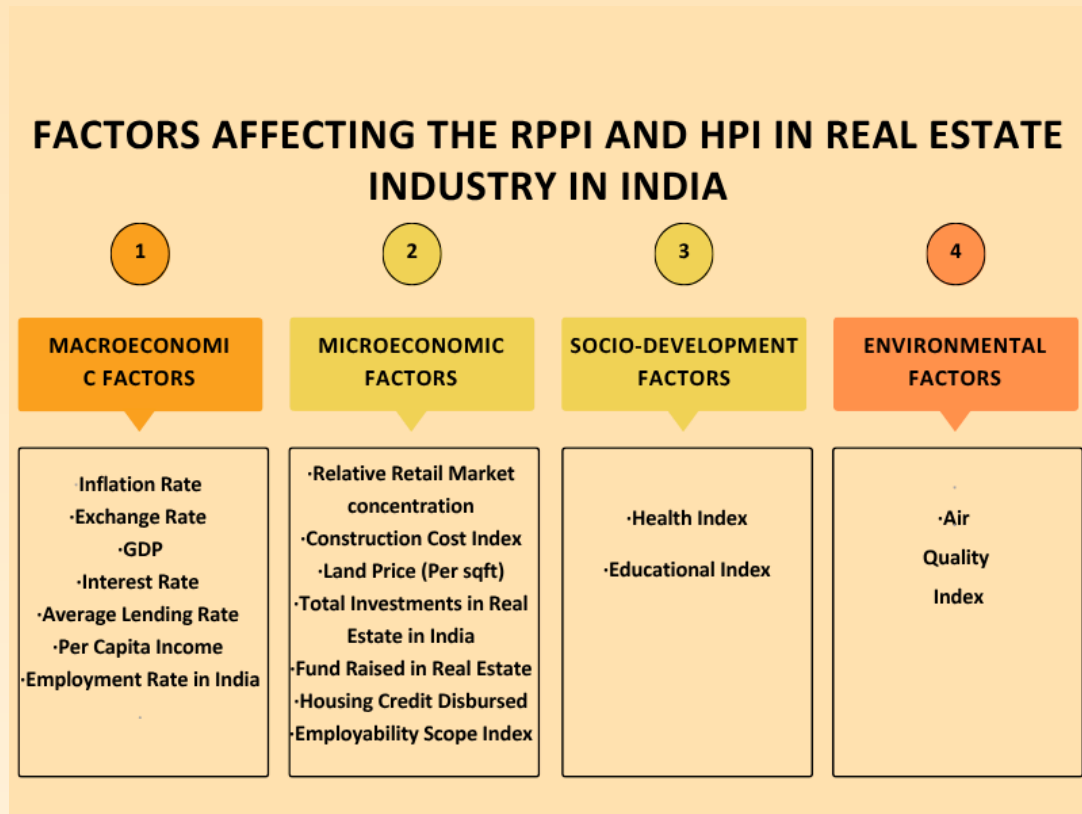 FACTORS AFFECTING THE RPPI AND HPI IN REAL ESTATE
INDUSTRY IN INDIA
1
MACROECONOMI
C FACTORS
·Inflation Rate
·Exchange Rate
·GDP
·Interest Rate
·Average Lending Rate
·Per Capita Income
·Employment Rate in India
2
MICROECONOMIC
FACTORS
·Relative Retail Market
concentration
·Construction Cost Index
·Land Price (Per sqft)
·Total Investments in Real
Estate in India
·Fund Raised in Real Estate
·Housing Credit Disbursed
·Employability Scope Index
3
SOCIO-DEVELOPMENT
FACTORS
·Health Index
·Educational Index
4
ENVIRONMENTAL
FACTORS
·Air
Quality
Index